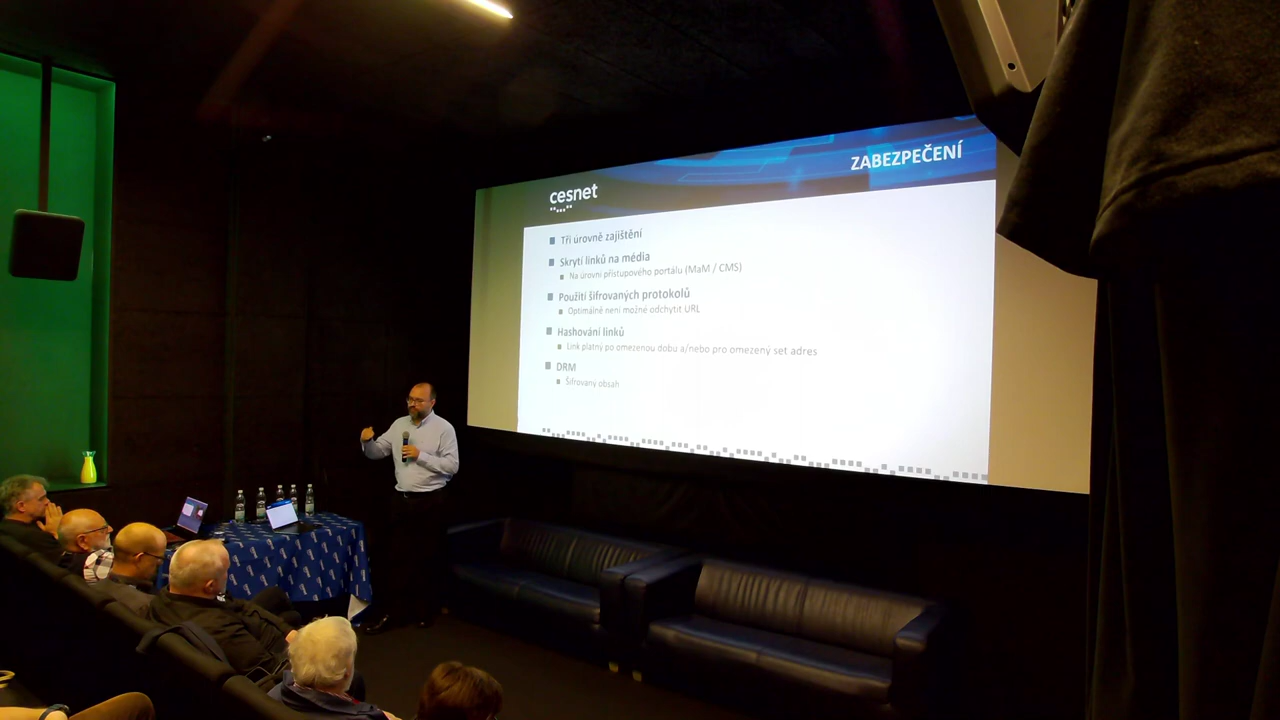 ZABEZPEČENÍ
cesnet
Tři úrovně zajištění
Skrytí linků na média
Na úrovni přístupového portálu (MaM / CMS)
Použití šifrovaných protokolů
Optimálně není možné odchytit URL
Hashování linků
Link platný po omezenou dobu a/nebo pro omezený set adres
DRM
Šifrovaný obsah